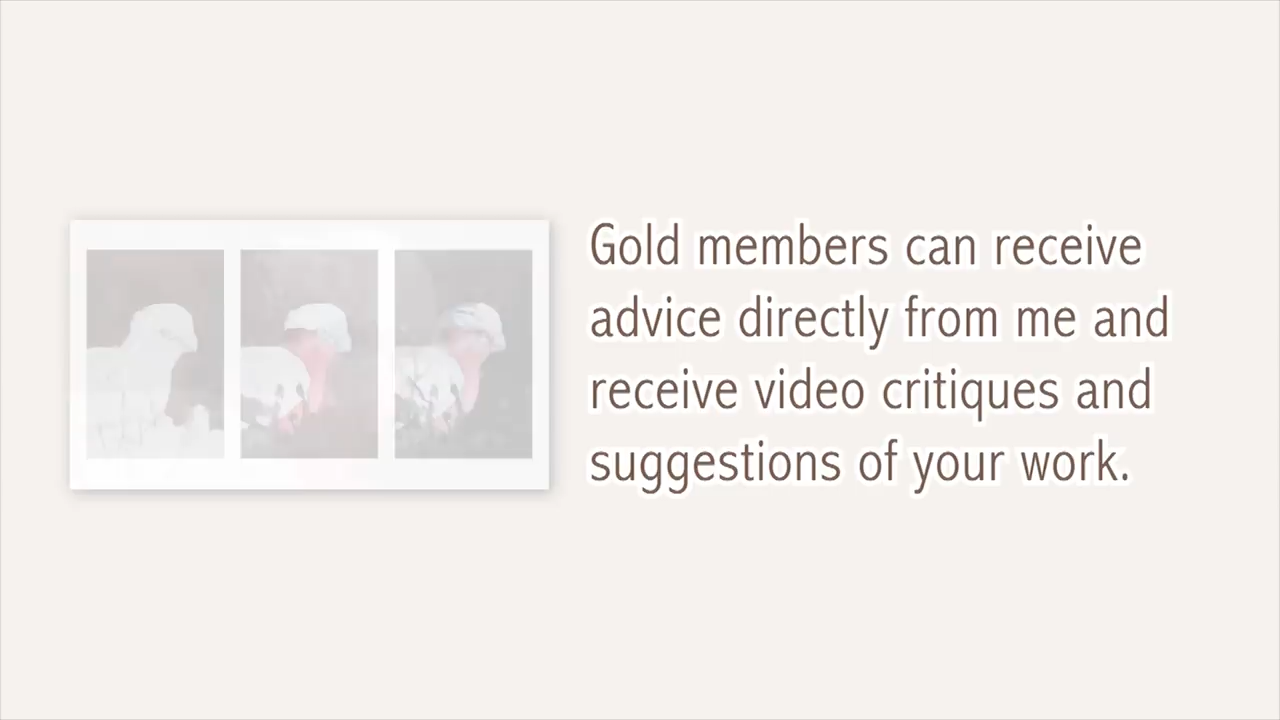 Gold members can receive
advice directly from me and
receive video critiques and
suggestions of your work.